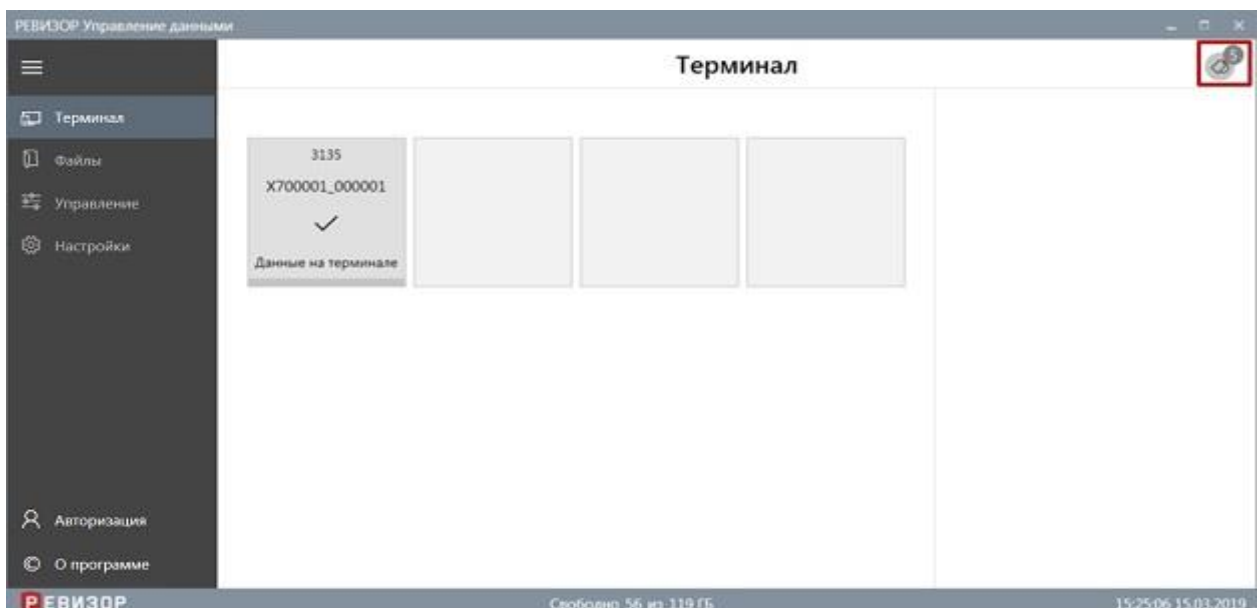 РЕВИЗОР Управление данными
Терминал
5
Терминал
Файлы
Управление
Настройки
3135
X700001_000001
Данные на терминале
Авторизация
© О программе
РЕВИЗОР
Свободно 56 из 119 ГБ
15:25:06 15.03.2019